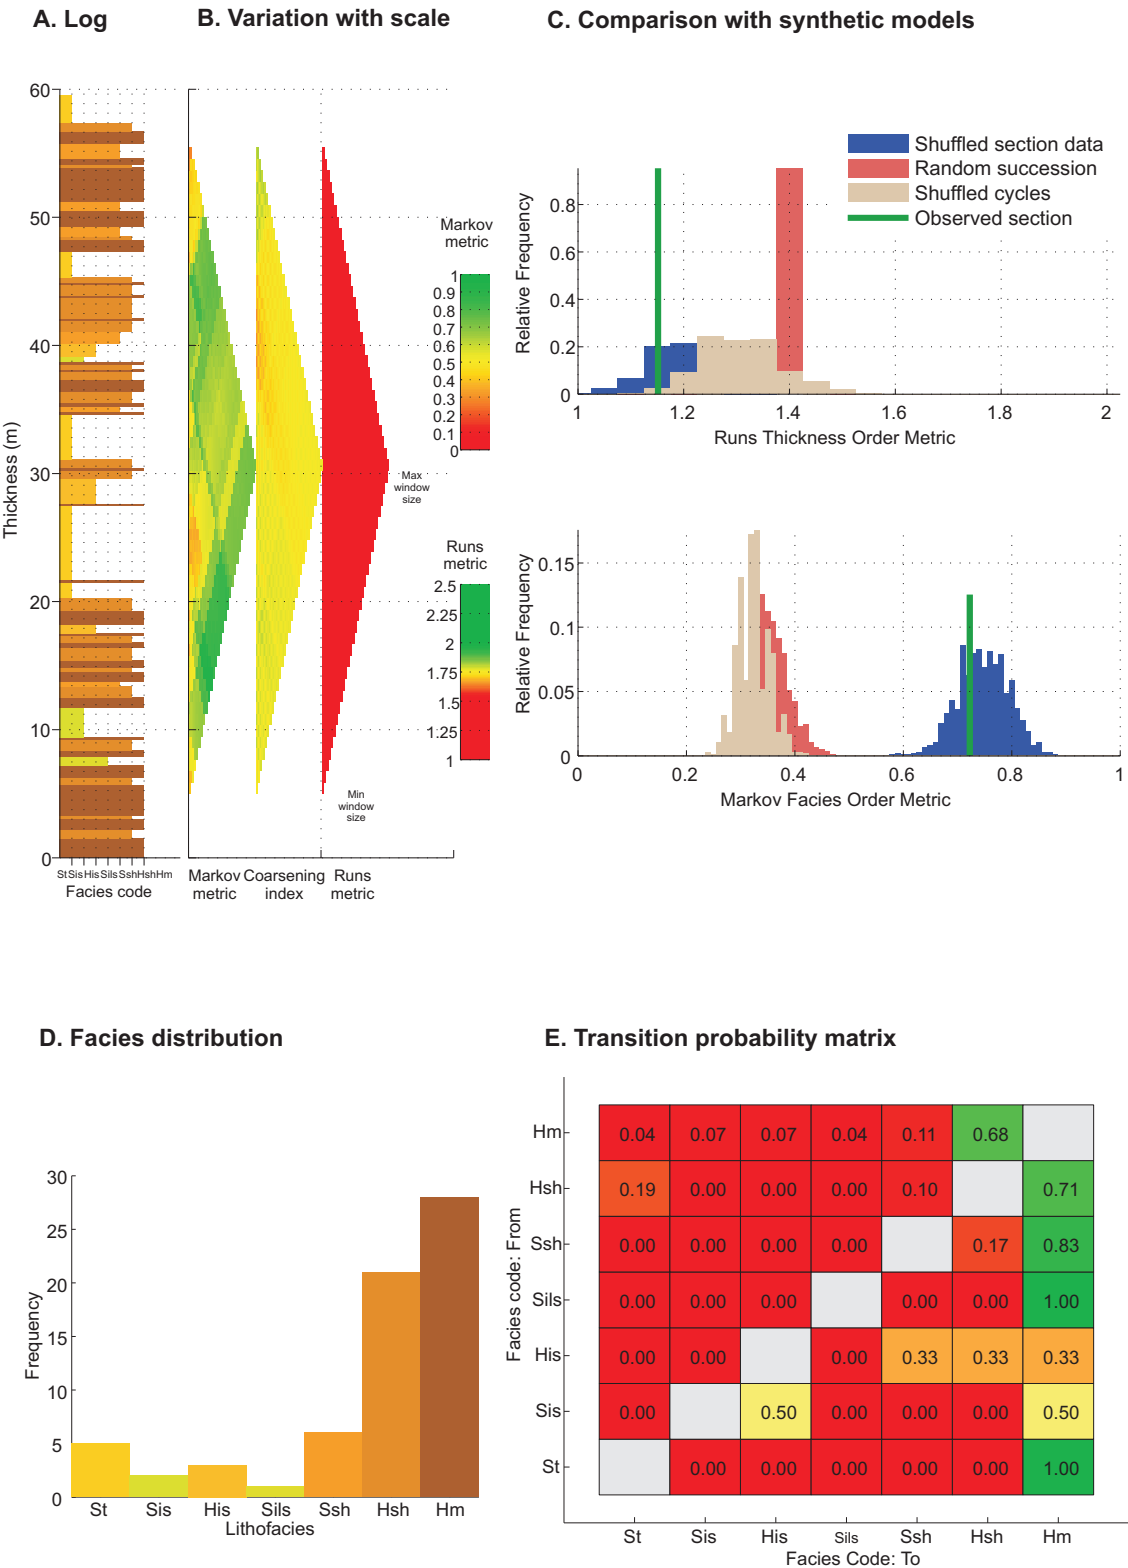 A. Log
B. Variation with scale
C. Comparison with synthetic models
60
50
40
30
20
10
0
Thickness (m)
StSisHisSilsSshHshHm
Facies code
Markov
metric
Coarsening
index
Runs
metric
Markov
metric
1
0.9
0.8
0.7
0.6
0.5
0.4
0.3
0.2
0.1
0
Max
window
size
Runs
metric
2.5
2.25
2
1.75
1.5
1.25
1
Min
window
size
Shuffled section data
Random succession
Shuffled cycles
Observed section
Relative Frequency
0.8
0.6
0.4
0.2
0
1 1.2 1.4 1.6 1.8 2
Runs Thickness Order Metric
Relative Frequency
0.15
0.1
0.05
0
0 0.2 0.4 0.6 0.8 1
Markov Facies Order Metric
D. Facies distribution
30
25
20
15
10
5
0
Frequency
St Sis His Sils Ssh Hsh Hm
Lithofacies
E. Transition probability matrix
Facies code: From
Hm 0.04 0.07 0.07 0.04 0.11 0.68
Hsh 0.19 0.00 0.00 0.00 0.10 0.71
Ssh 0.00 0.00 0.00 0.00 0.17 0.83
Sils 0.00 0.00 0.00 0.00 0.00 1.00
His 0.00 0.00 0.00 0.33 0.33 0.33
Sis 0.00 0.50 0.00 0.00 0.00 0.50
St 0.00 0.00 0.00 0.00 0.00 1.00
St Sis His Sils Ssh Hsh Hm
Facies Code: To